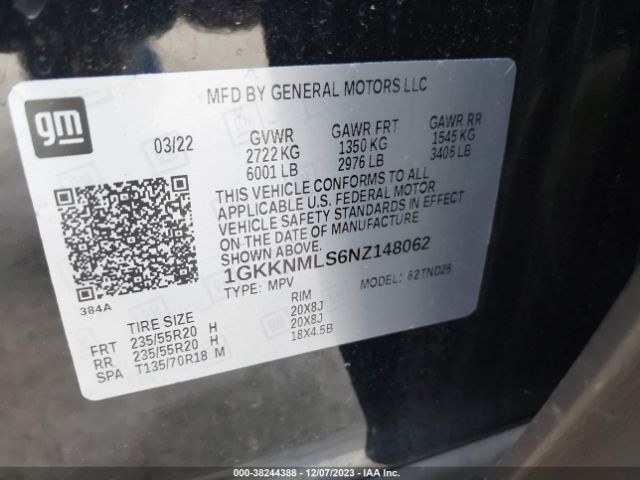 MFD BY GENERAL MOTORS LLC
gm
03/22
GVWR GAWR FRT GAWR RR
2722 KG 1350 KG 1545 KG
6001 LB 2976 LB 3406 LB
THIS VEHICLE CONFORMS TO ALL
APPLICABLE U.S. FEDERAL MOTOR
VEHICLE SAFETY STANDARDS IN EFFECT
ON THE DATE OF MANUFACTURE
1GKKNMLS6NZ148062
TYPE: MPV MODEL: 62TND26
384A
TIRE SIZE RIM
FRT 235/55R20 H 20X8J
RR 235/55R20 H 20X8J
SPA T135/70R18 M 18X4.5B
000-38244388 - 12/07/2023 - IAA Inc.